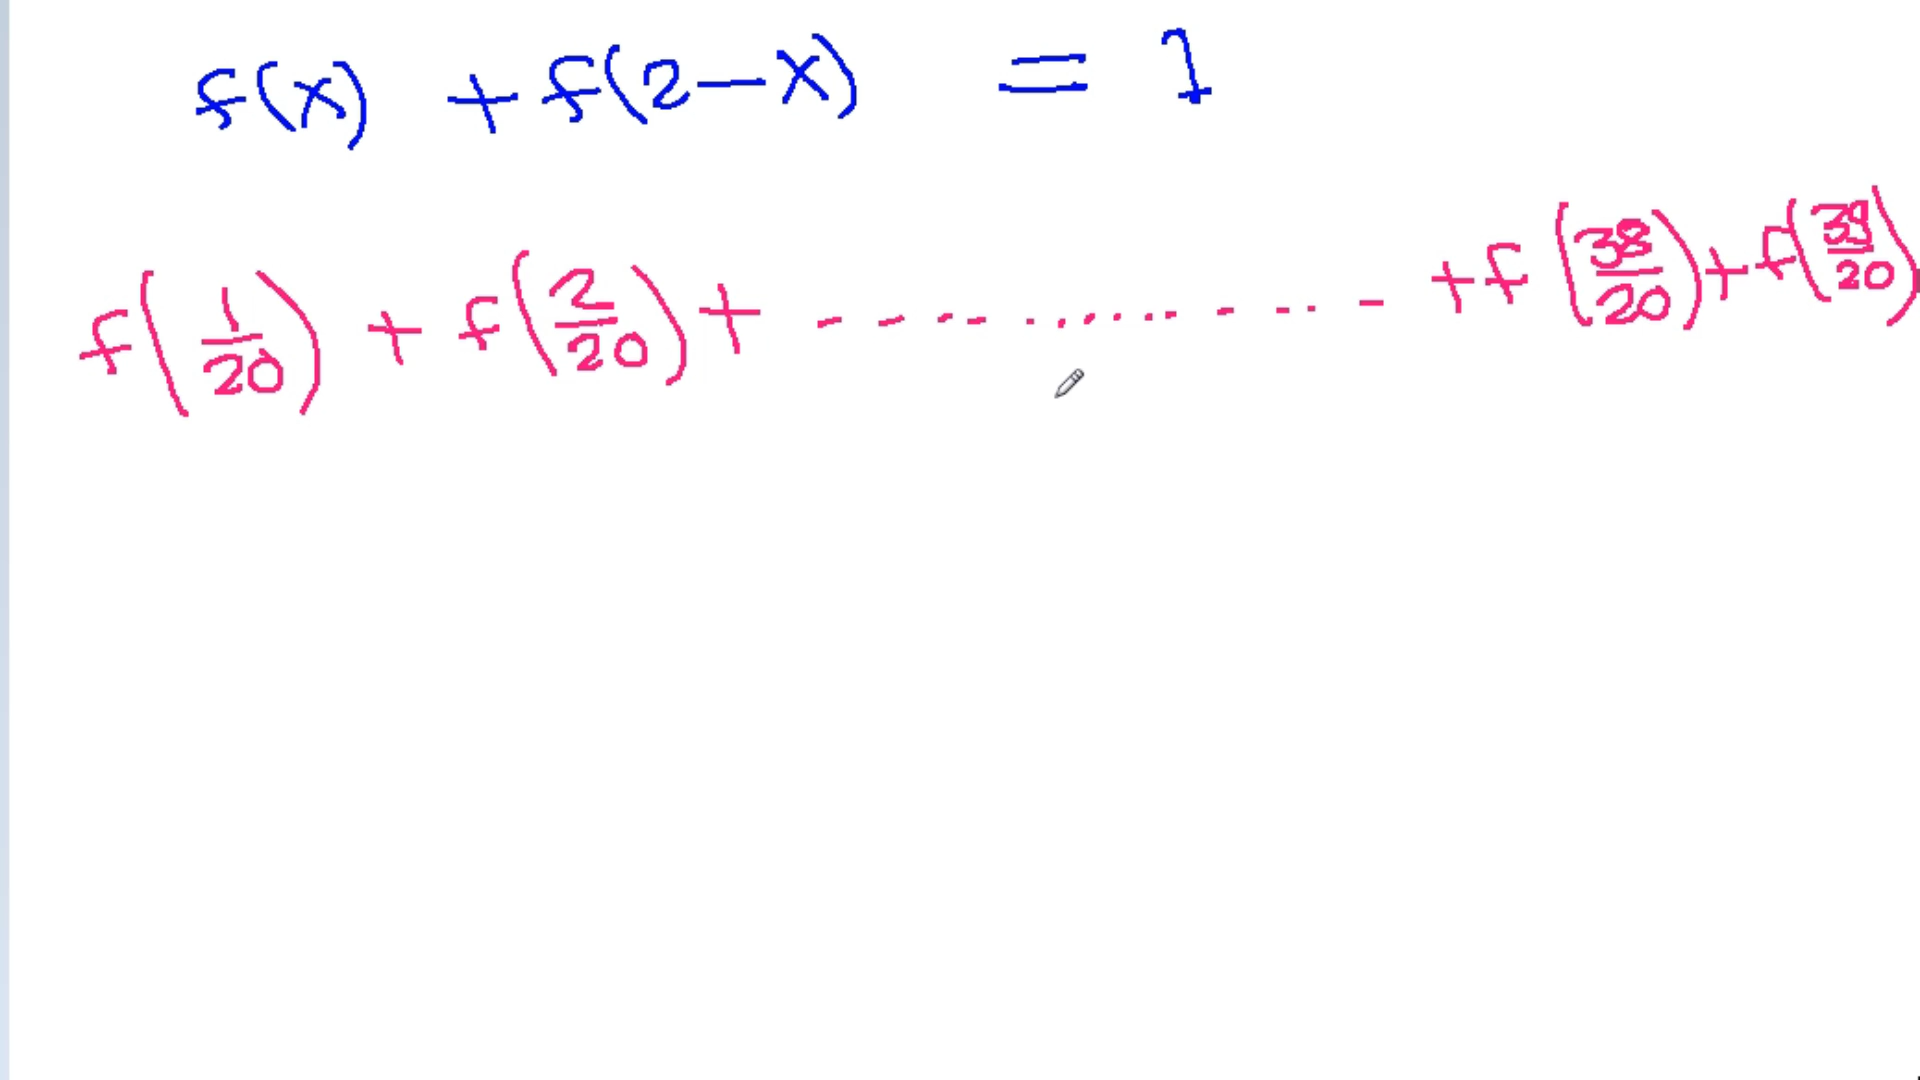 f(x) + f(2-x) = 1
f(1/20) + f(2/20) + ---------- + f(38/20) + f(39/20)